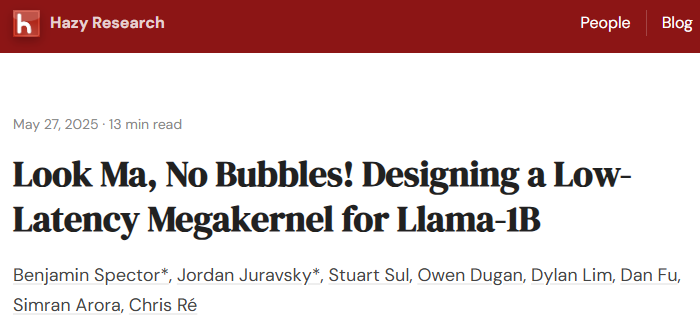 h Hazy Research People Blog
May 27, 2025 · 13 min read
Look Ma, No Bubbles! Designing a Low-
Latency Megakernel for Llama-1B
Benjamin Spector*, Jordan Juravsky*, Stuart Sul, Owen Dugan, Dylan Lim, Dan Fu,
Simran Arora, Chris Ré